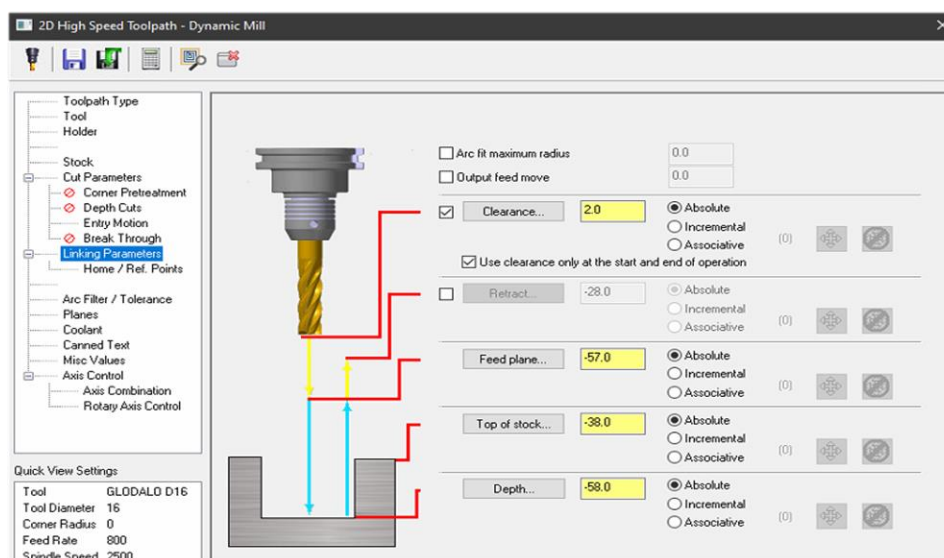 2D High Speed Toolpath - Dynamic Mill
Toolpath Type
Tool
Holder
Stock
Cut Parameters
Corner Pretreatment
Depth Cuts
Entry Motion
Break Through
Linking Parameters
Home / Ref. Points
Arc Filter / Tolerance
Planes
Coolant
Canned Text
Misc Values
Axis Control
Axis Combination
Rotary Axis Control
Quick View Settings
Tool GLODALO D16
Tool Diameter 16
Corner Radius 0
Feed Rate 800
Spindle Speed 2500
Arc fit maximum radius 0.0
Output feed move 0.0
Clearance... 2.0 Absolute
Incremental
Associative (0)
Use clearance only at the start and end of operation
Retract... -28.0 Absolute
Incremental
Associative (0)
Feed plane... -57.0 Absolute
Incremental
Associative (0)
Top of stock... -38.0 Absolute
Incremental
Associative (0)
Depth... -58.0 Absolute
Incremental
Associative (0)